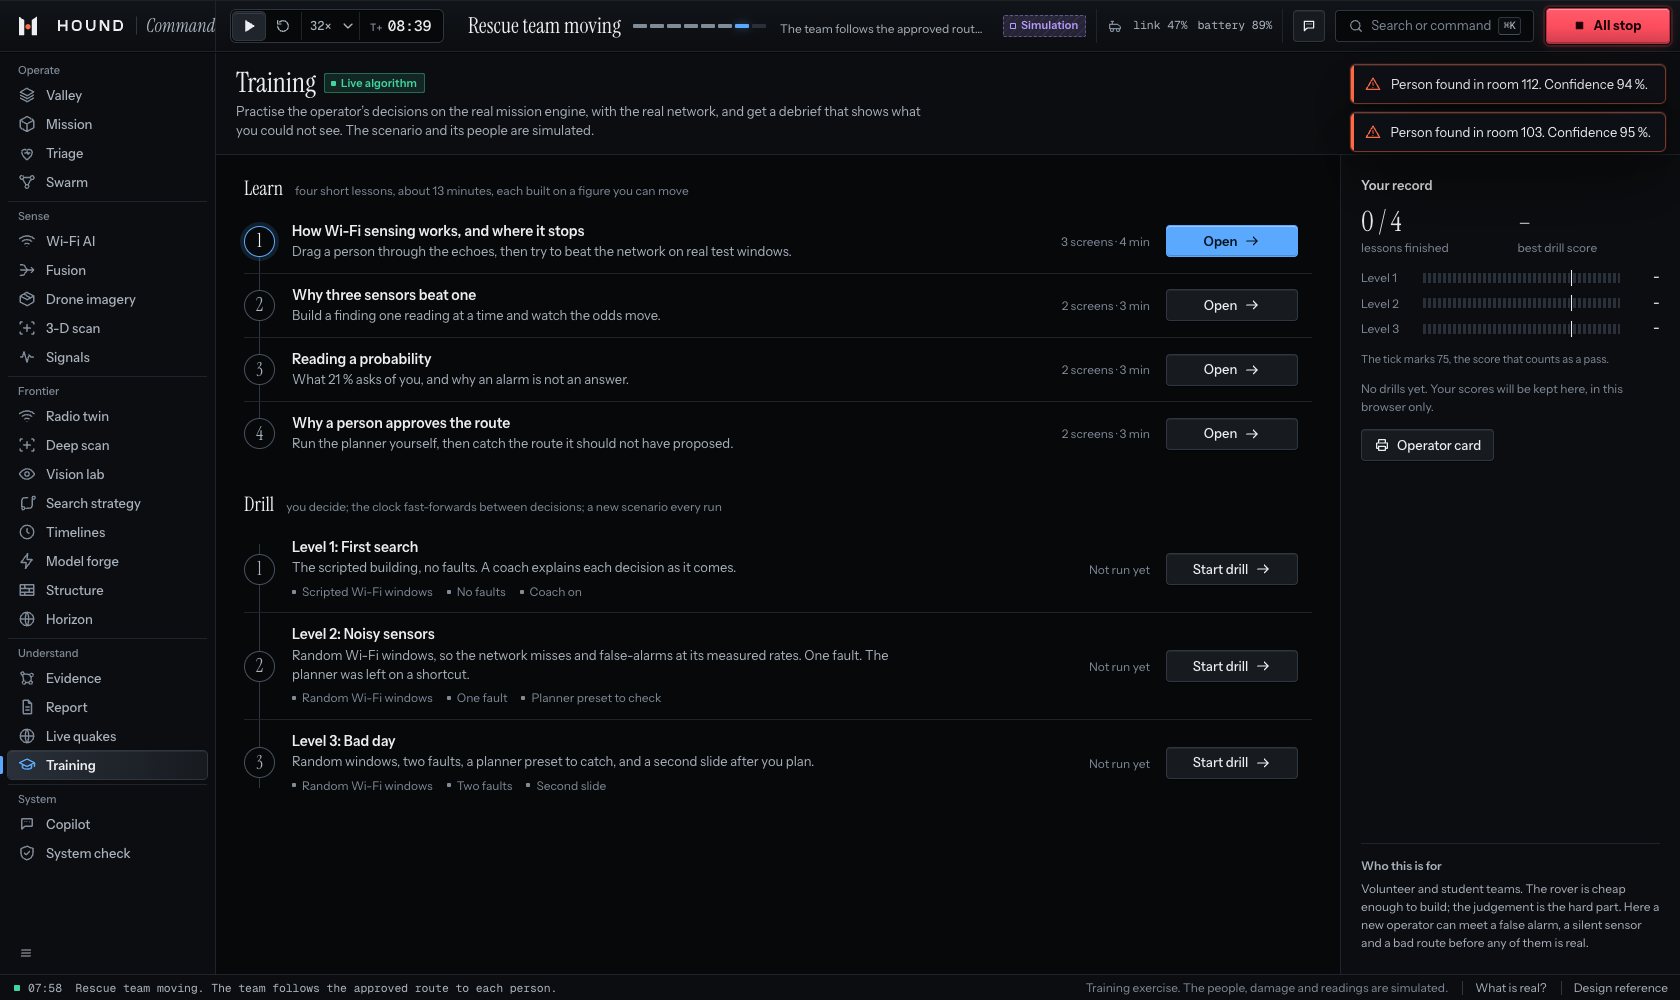 HOUND Command
32× T+ 08:39
Rescue team moving
The team follows the approved rout…
Simulation
link 47% battery 89%
Search or command ⌘K
All stop
Operate
Valley
Mission
Triage
Swarm
Sense
Wi-Fi AI
Fusion
Drone imagery
3-D scan
Signals
Frontier
Radio twin
Deep scan
Vision lab
Search strategy
Timelines
Model forge
Structure
Horizon
Understand
Evidence
Report
Live quakes
Training
System
Copilot
System check
Training
Live algorithm
Practise the operator's decisions on the real mission engine, with the real network, and get a debrief that shows what
you could not see. The scenario and its people are simulated.
Person found in room 112. Confidence 94 %.
Person found in room 103. Confidence 95 %.
Learn four short lessons, about 13 minutes, each built on a figure you can move
1 How Wi-Fi sensing works, and where it stops
Drag a person through the echoes, then try to beat the network on real test windows.
3 screens · 4 min Open →
2 Why three sensors beat one
Build a finding one reading at a time and watch the odds move.
2 screens · 3 min Open →
3 Reading a probability
What 21 % asks of you, and why an alarm is not an answer.
2 screens · 3 min Open →
4 Why a person approves the route
Run the planner yourself, then catch the route it should not have proposed.
2 screens · 3 min Open →
Drill you decide; the clock fast-forwards between decisions; a new scenario every run
1 Level 1: First search
The scripted building, no faults. A coach explains each decision as it comes.
Scripted Wi-Fi windows No faults Coach on
Not run yet Start drill →
2 Level 2: Noisy sensors
Random Wi-Fi windows, so the network misses and false-alarms at its measured rates. One fault. The
planner was left on a shortcut.
Random Wi-Fi windows One fault Planner preset to check
Not run yet Start drill →
3 Level 3: Bad day
Random windows, two faults, a planner preset to catch, and a second slide after you plan.
Random Wi-Fi windows Two faults Second slide
Not run yet Start drill →
Your record
0 / 4 –
lessons finished best drill score
Level 1 -
Level 2 -
Level 3 -
The tick marks 75, the score that counts as a pass.
No drills yet. Your scores will be kept here, in this
browser only.
Operator card
Who this is for
Volunteer and student teams. The rover is cheap
enough to build; the judgement is the hard part. Here a
new operator can meet a false alarm, a silent sensor
and a bad route before any of them is real.
07:58 Rescue team moving. The team follows the approved route to each person.
Training exercise. The people, damage and readings are simulated.
What is real?
Design reference